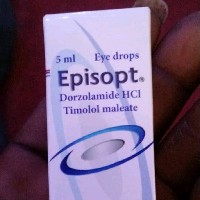 5 ml Eye drops
Episopt®
Dorzolamide HCl
Timolol maleate